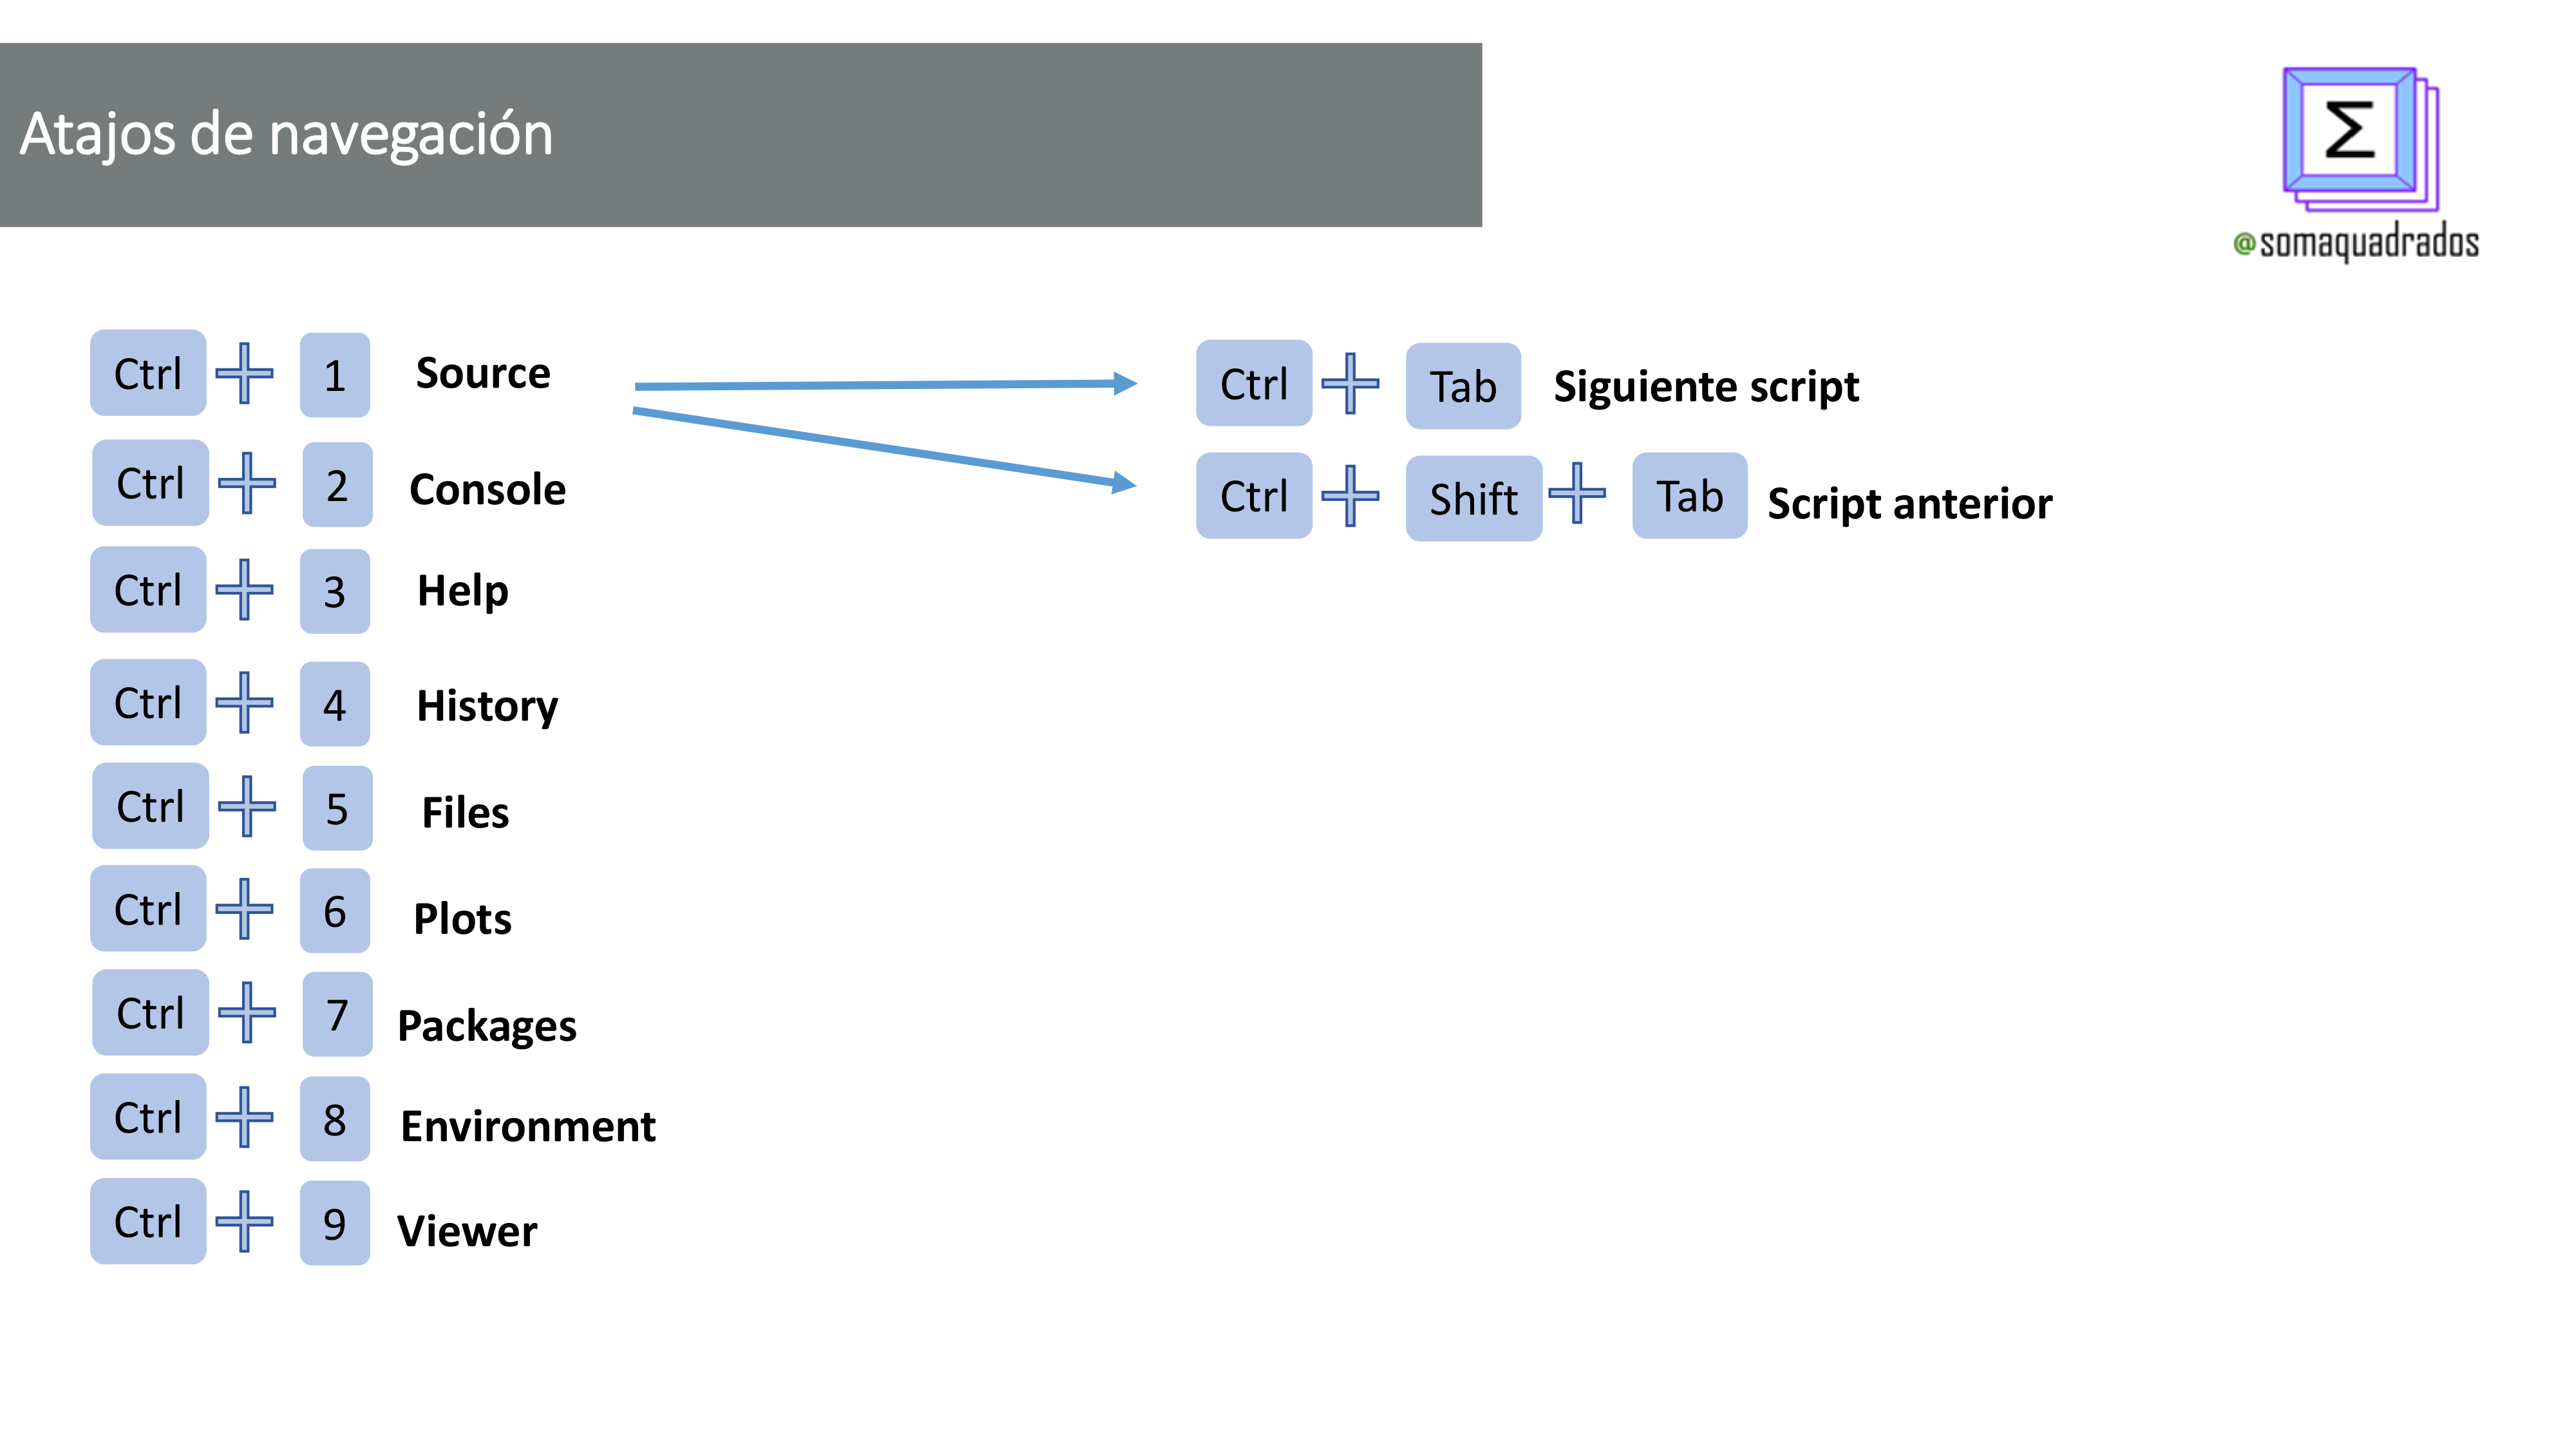 Atajos de navegación
Σ
@somaquadrados
Ctrl 1 Source
Ctrl 2 Console
Ctrl 3 Help
Ctrl 4 History
Ctrl 5 Files
Ctrl 6 Plots
Ctrl 7 Packages
Ctrl 8 Environment
Ctrl 9 Viewer
Ctrl Tab Siguiente script
Ctrl Shift Tab Script anterior